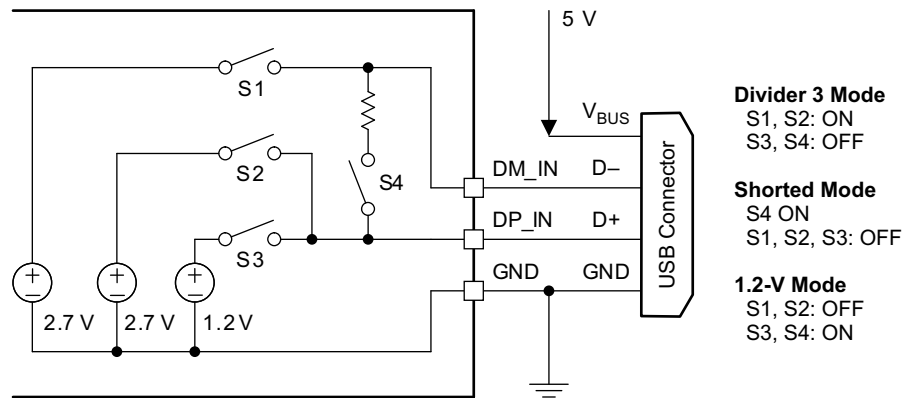 5 V
S1
V_BUS
S2
DM_IN
D–
S4
S3
DP_IN
D+
GND
GND
USB Connector
+
–
+
–
+
–
2.7 V
2.7 V
1.2 V
Divider 3 Mode
S1, S2: ON
S3, S4: OFF
Shorted Mode
S4 ON
S1, S2, S3: OFF
1.2-V Mode
S1, S2: OFF
S3, S4: ON